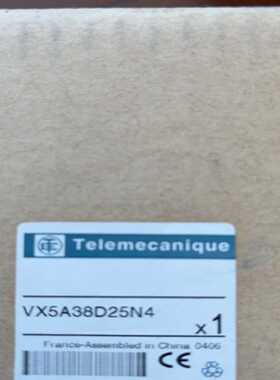 Telemecanique
VX5A38D25N4
x1
France-Assembled in China 0406
CE